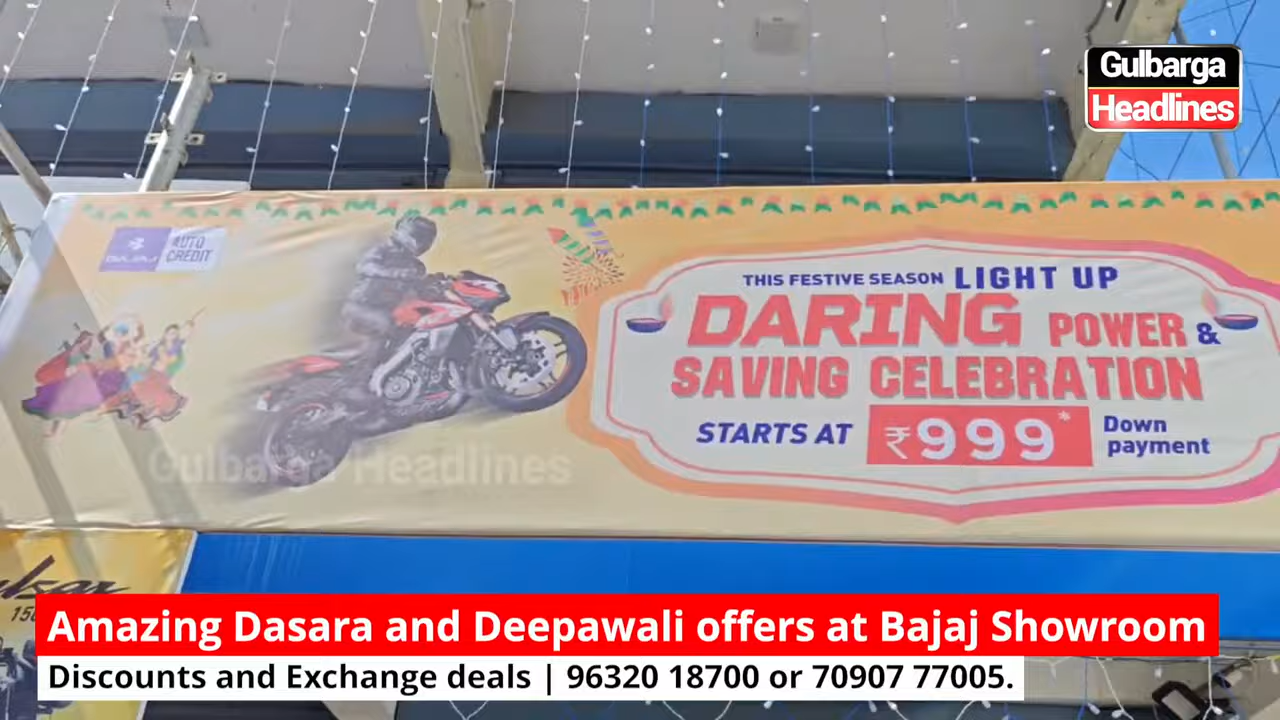 Gulbarga
Headlines
BAJAJ
AUTO
CREDIT
THIS FESTIVE SEASON LIGHT UP
DARING POWER &
SAVING CELEBRATION
STARTS AT ₹999* Down
payment
Gulbarga Headlines
Amazing Dasara and Deepawali offers at Bajaj Showroom
Discounts and Exchange deals | 96320 18700 or 70907 77005.